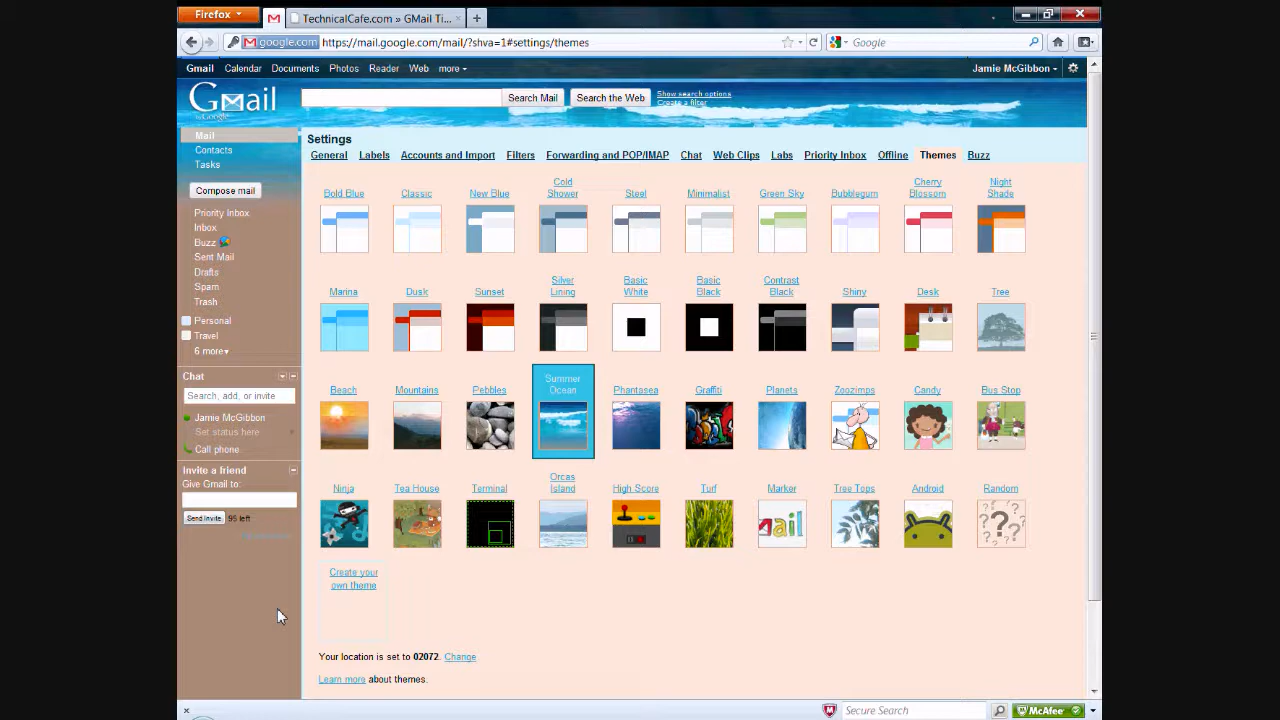 Firefox
TechnicalCafe.com » GMail Ti...
google.com https://mail.google.com/mail/?shva=1#settings/themes
Google
Gmail Calendar Documents Photos Reader Web more
Jamie McGibbon
Gmail
by Google
Search Mail Search the Web
Show search options
Create a filter
Mail
Contacts
Tasks
Compose mail
Priority Inbox
Inbox
Buzz
Sent Mail
Drafts
Spam
Trash
Personal
Travel
6 more
Chat
Search, add, or invite
Jamie McGibbon
Set status here
Call phone
Invite a friend
Give Gmail to:
Send Invite 95 left
Settings
General Labels Accounts and Import Filters Forwarding and POP/IMAP Chat Web Clips Labs Priority Inbox Offline Themes Buzz
Bold Blue Classic New Blue Cold Shower Steel Minimalist Green Sky Bubblegum Cherry Blossom Night Shade
Marina Dusk Sunset Silver Lining Basic White Basic Black Contrast Black Shiny Desk Tree
Beach Mountains Pebbles Summer Ocean Phantasea Graffiti Planets Zoozimps Candy Bus Stop
Ninja Tea House Terminal Orcas Island High Score Turf Marker Tree Tops Android Random
Create your
own theme
Your location is set to 02072. Change
Learn more about themes.
Secure Search
McAfee